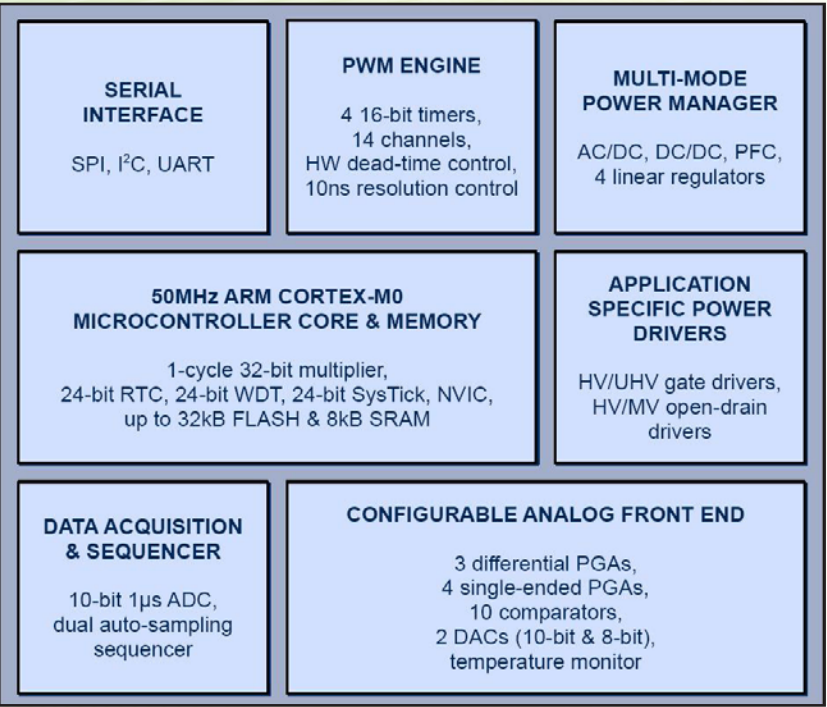 SERIAL
INTERFACE
SPI, I²C, UART
PWM ENGINE
4 16-bit timers,
14 channels,
HW dead-time control,
10ns resolution control
MULTI-MODE
POWER MANAGER
AC/DC, DC/DC, PFC,
4 linear regulators
50MHz ARM CORTEX-M0
MICROCONTROLLER CORE & MEMORY
1-cycle 32-bit multiplier,
24-bit RTC, 24-bit WDT, 24-bit SysTick, NVIC,
up to 32kB FLASH & 8kB SRAM
APPLICATION
SPECIFIC POWER
DRIVERS
HV/UHV gate drivers,
HV/MV open-drain
drivers
DATA ACQUISITION
& SEQUENCER
10-bit 1µs ADC,
dual auto-sampling
sequencer
CONFIGURABLE ANALOG FRONT END
3 differential PGAs,
4 single-ended PGAs,
10 comparators,
2 DACs (10-bit & 8-bit),
temperature monitor